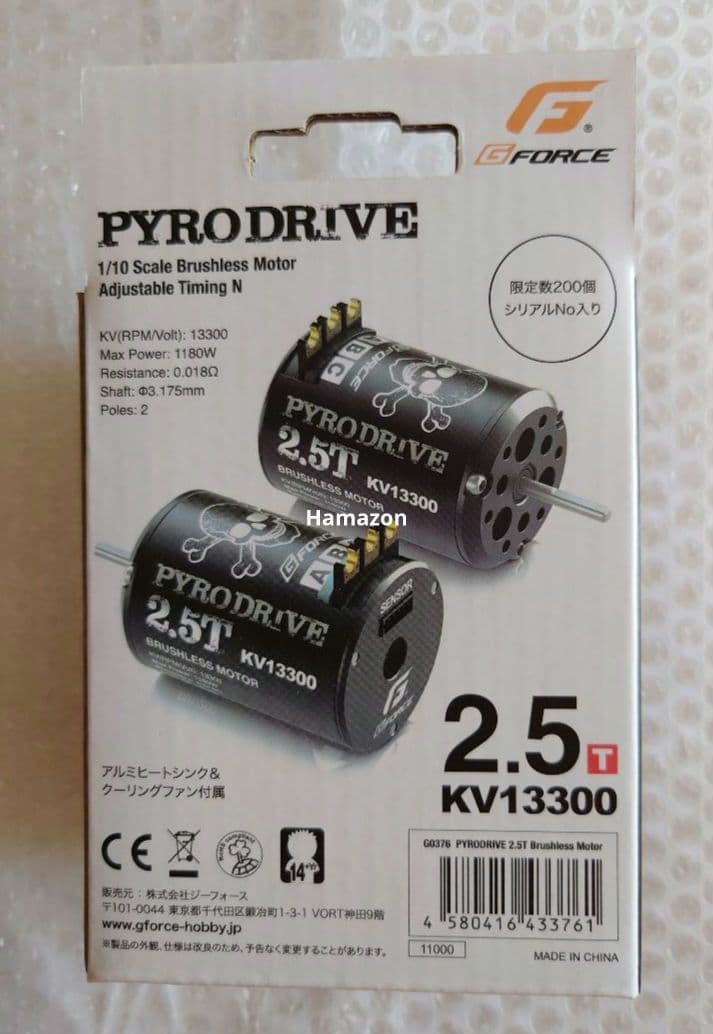 GFORCE
PYRODRIVE
1/10 Scale Brushless Motor
Adjustable Timing N
限定数200個
シリアルNo入り
KV(RPM/Volt): 13300
Max Power: 1180W
Resistance: 0.018Ω
Shaft: Φ3.175mm
Poles: 2
B C
GFORCE
PYRODRIVE
2.5T KV13300
BRUSHLESS MOTOR
Hamazon
GFORCE
A B
SENSOR
PYRODRIVE
2.5T KV13300
BRUSHLESS MOTOR
GFORCE
2.5T
KV13300
アルミヒートシンク&
クーリングファン付属
CE
RoHS compliant
14+Yr
G0376 PYRODRIVE 2.5T Brushless Motor
4 580416 433761
11000
MADE IN CHINA
販売元:株式会社ジーフォース
〒101-0044 東京都千代田区鍛冶町1-3-1 VORT神田9階
www.gforce-hobby.jp
※製品の外観、仕様は改良のため、予告なく変更することがあります。